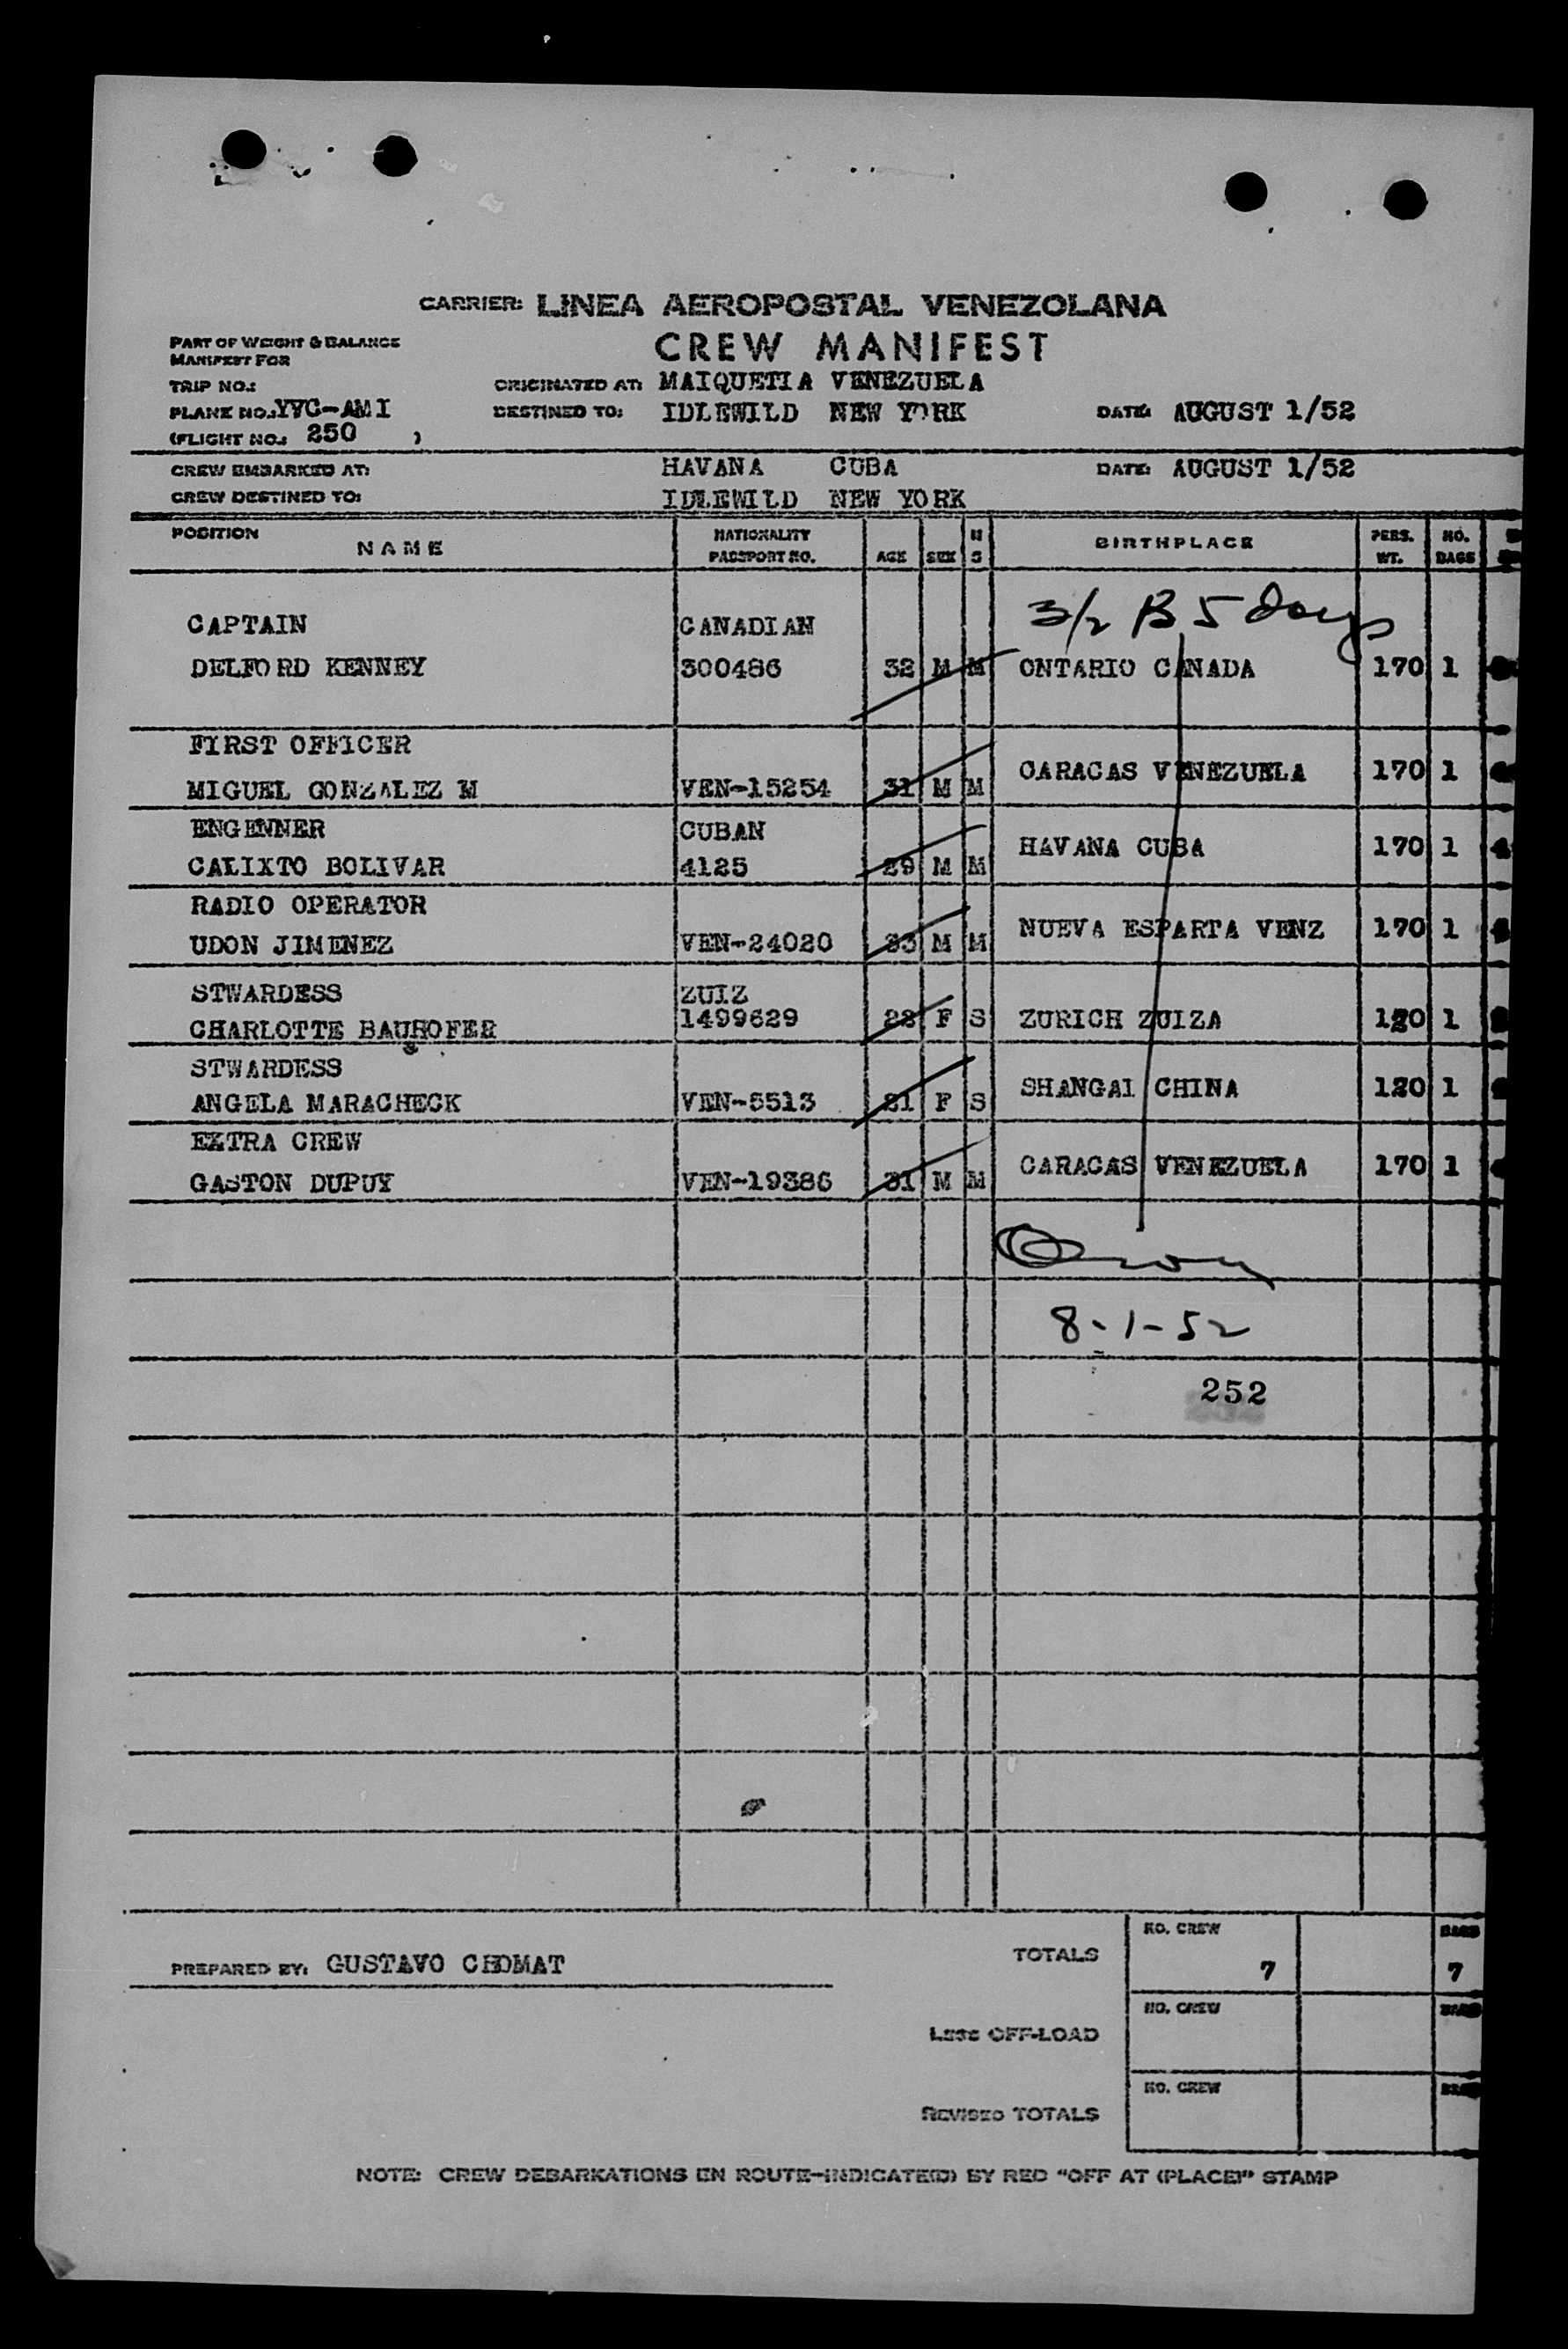 CARRIER: LINEA AEROPOSTAL VENEZOLANA
PART OF WEIGHT & BALANCE
MANIFEST FOR
CREW MANIFEST
TRIP NO.:
ORIGINATED AT: MAIQUETIA VENEZUELA
PLANE NO.: YVC-AMI
DESTINED TO: IDLEWILD NEW YORK DATE: AUGUST 1/52
(FLIGHT NO.: 250 )
CREW EMBARKED AT: HAVANA CUBA DATE: AUGUST 1/52
CREW DESTINED TO: IDLEWILD NEW YORK
POSITION NAME NATIONALITY PASSPORT NO. AGE SEX M S BIRTHPLACE PERS. WT. NO. BAGS
3/2 B 5 days
CAPTAIN CANADIAN
DELFORD KENNEY 300486 32 M M ONTARIO CANADA 170 1
FIRST OFFICER
MIGUEL GONZALEZ M VEN-15254 31 M M CARACAS VENEZUELA 170 1
ENGENNER CUBAN
CALIXTO BOLIVAR 4125 29 M M HAVANA CUBA 170 1
RADIO OPERATOR
UDON JIMENEZ VEN-24020 33 M M NUEVA ESPARTA VENZ 170 1
STWARDESS ZUIZ
CHARLOTTE BAUHOFER 1499629 22 F S ZURICH ZUIZA 120 1
STWARDESS
ANGELA MARACHECK VEN-5513 21 F S SHANGAI CHINA 120 1
EXTRA CREW
GASTON DUPUY VEN-19386 31 M M CARACAS VENEZUELA 170 1
8-1-52
252
PREPARED BY: GUSTAVO CHOMAT
TOTALS NO. CREW 7 BAGS 7
LESS OFF-LOAD NO. CREW BAGS
REVISED TOTALS NO. CREW
NOTE: CREW DEBARKATIONS EN ROUTE-INDICATE(D) BY RED "OFF AT (PLACE)" STAMP